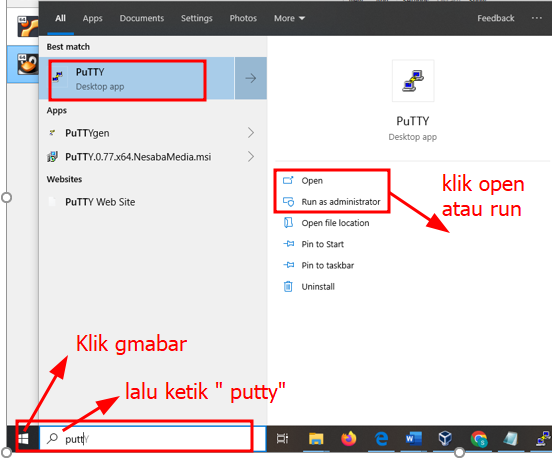 All Apps Documents Settings Photos More Feedback ...
Best match
PuTTY
Desktop app
Apps
PuTTYgen
PuTTY.0.77.x64.NesabaMedia.msi
Websites
PuTTY Web Site
PuTTY
Desktop app
Open
Run as administrator
Open file location
Pin to Start
Pin to taskbar
Uninstall
klik open
atau run
Klik gmabar
lalu ketik " putty"
puttY
64
64